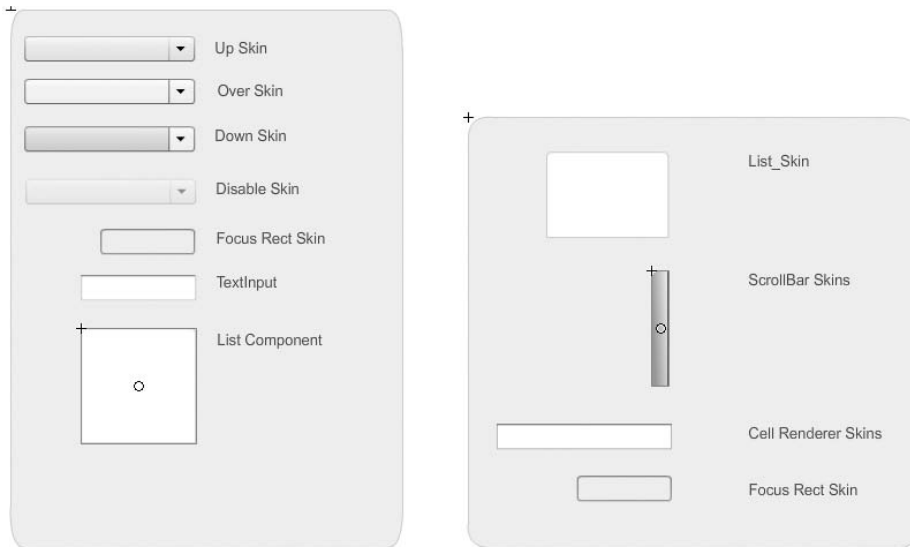 Up Skin
Over Skin
Down Skin
Disable Skin
Focus Rect Skin
TextInput
List Component
List_Skin
ScrollBar Skins
Cell Renderer Skins
Focus Rect Skin